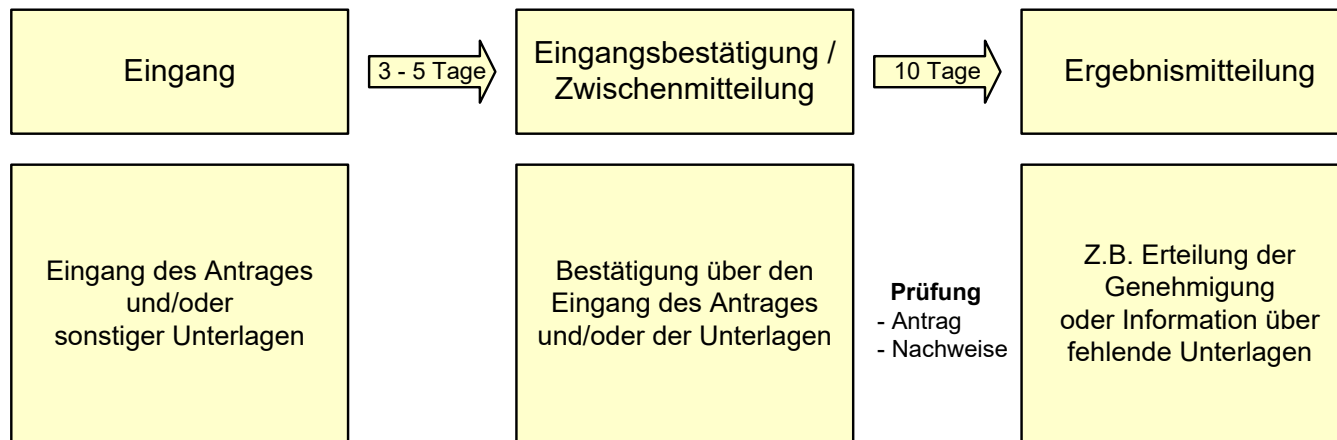 Eingang
3 - 5 Tage
Eingangsbestätigung /
Zwischenmitteilung
10 Tage
Ergebnismitteilung
Eingang des Antrages
und/oder
sonstiger Unterlagen
Bestätigung über den
Eingang des Antrages
und/oder der Unterlagen
Prüfung
- Antrag
- Nachweise
Z.B. Erteilung der
Genehmigung
oder Information über
fehlende Unterlagen